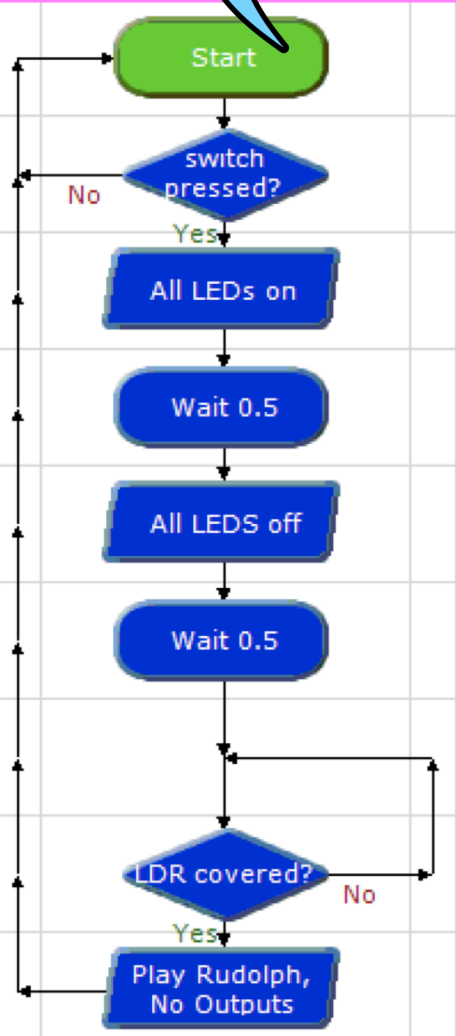 Start
switch
pressed?
No
Yes
All LEDs on
Wait 0.5
All LEDS off
Wait 0.5
LDR covered?
No
Yes
Play Rudolph,
No Outputs